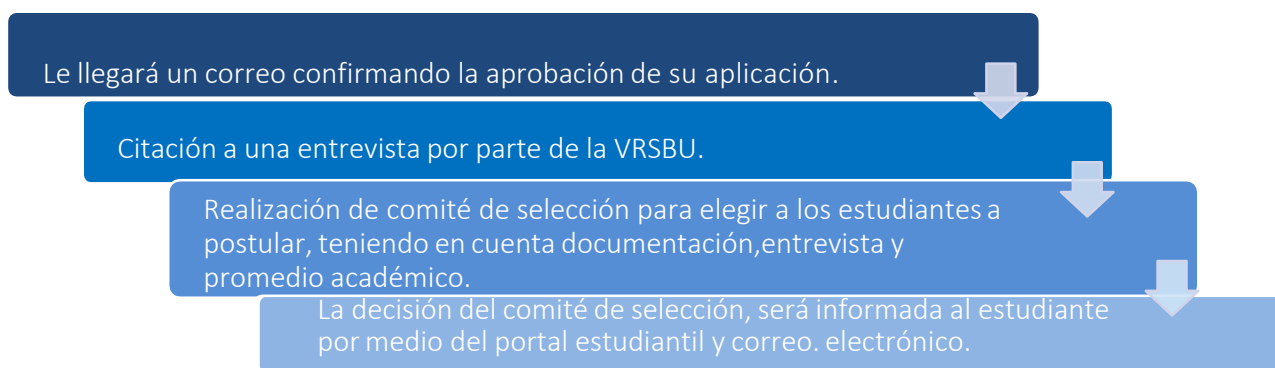 Le llegará un correo confirmando la aprobación de su aplicación.
Citación a una entrevista por parte de la VRSBU.
Realización de comité de selección para elegir a los estudiantes a
postular, teniendo en cuenta documentación,entrevista y
promedio académico.
La decisión del comité de selección, será informada al estudiante
por medio del portal estudiantil y correo. electrónico.